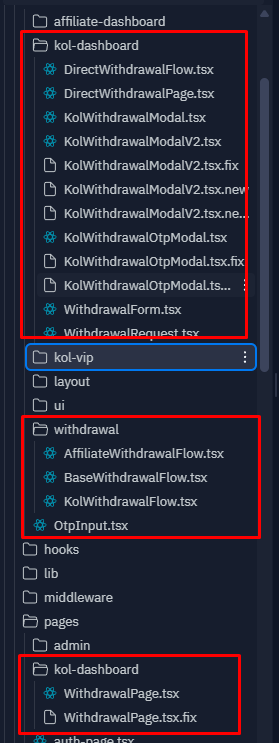 affiliate-dashboard
kol-dashboard
DirectWithdrawalFlow.tsx
DirectWithdrawalPage.tsx
KolWithdrawalModal.tsx
KolWithdrawalModalV2.tsx
KolWithdrawalModalV2.tsx.fix
KolWithdrawalModalV2.tsx.new
KolWithdrawalModalV2.tsx.ne...
KolWithdrawalOtpModal.tsx
KolWithdrawalOtpModal.tsx.fix
KolWithdrawalOtpModal.ts...
WithdrawalForm.tsx
WithdrawalRequest.tsx
kol-vip
layout
ui
withdrawal
AffiliateWithdrawalFlow.tsx
BaseWithdrawalFlow.tsx
KolWithdrawalFlow.tsx
OtpInput.tsx
hooks
lib
middleware
pages
admin
kol-dashboard
WithdrawalPage.tsx
WithdrawalPage.tsx.fix
auth-page.tsx